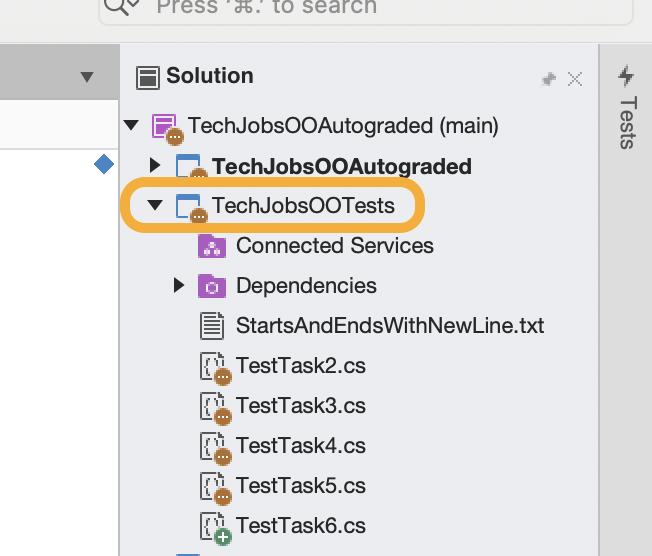 Press ‘⌘.’ to search
Solution
TechJobsOOAutograded (main)
TechJobsOOAutograded
TechJobsOOTests
Connected Services
Dependencies
StartsAndEndsWithNewLine.txt
TestTask2.cs
TestTask3.cs
TestTask4.cs
TestTask5.cs
TestTask6.cs
Tests